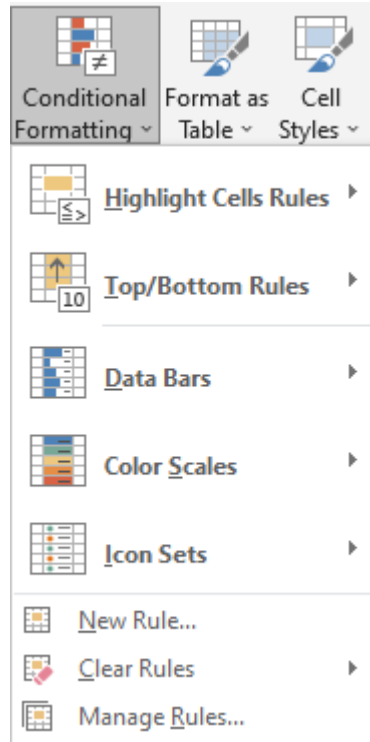 Conditional Format as Cell
Formatting Table Styles
≠
Highlight Cells Rules
≤ >
Top/Bottom Rules
10
Data Bars
Color Scales
Icon Sets
New Rule...
Clear Rules
Manage Rules...